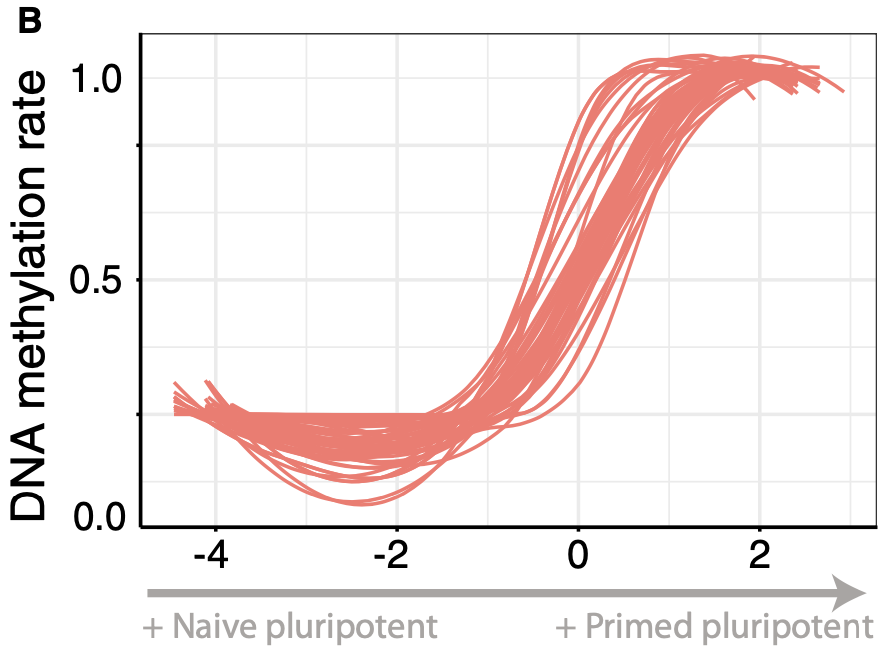 B
DNA methylation rate
1.0
0.5
0.0
-4 -2 0 2
+ Naive pluripotent + Primed pluripotent